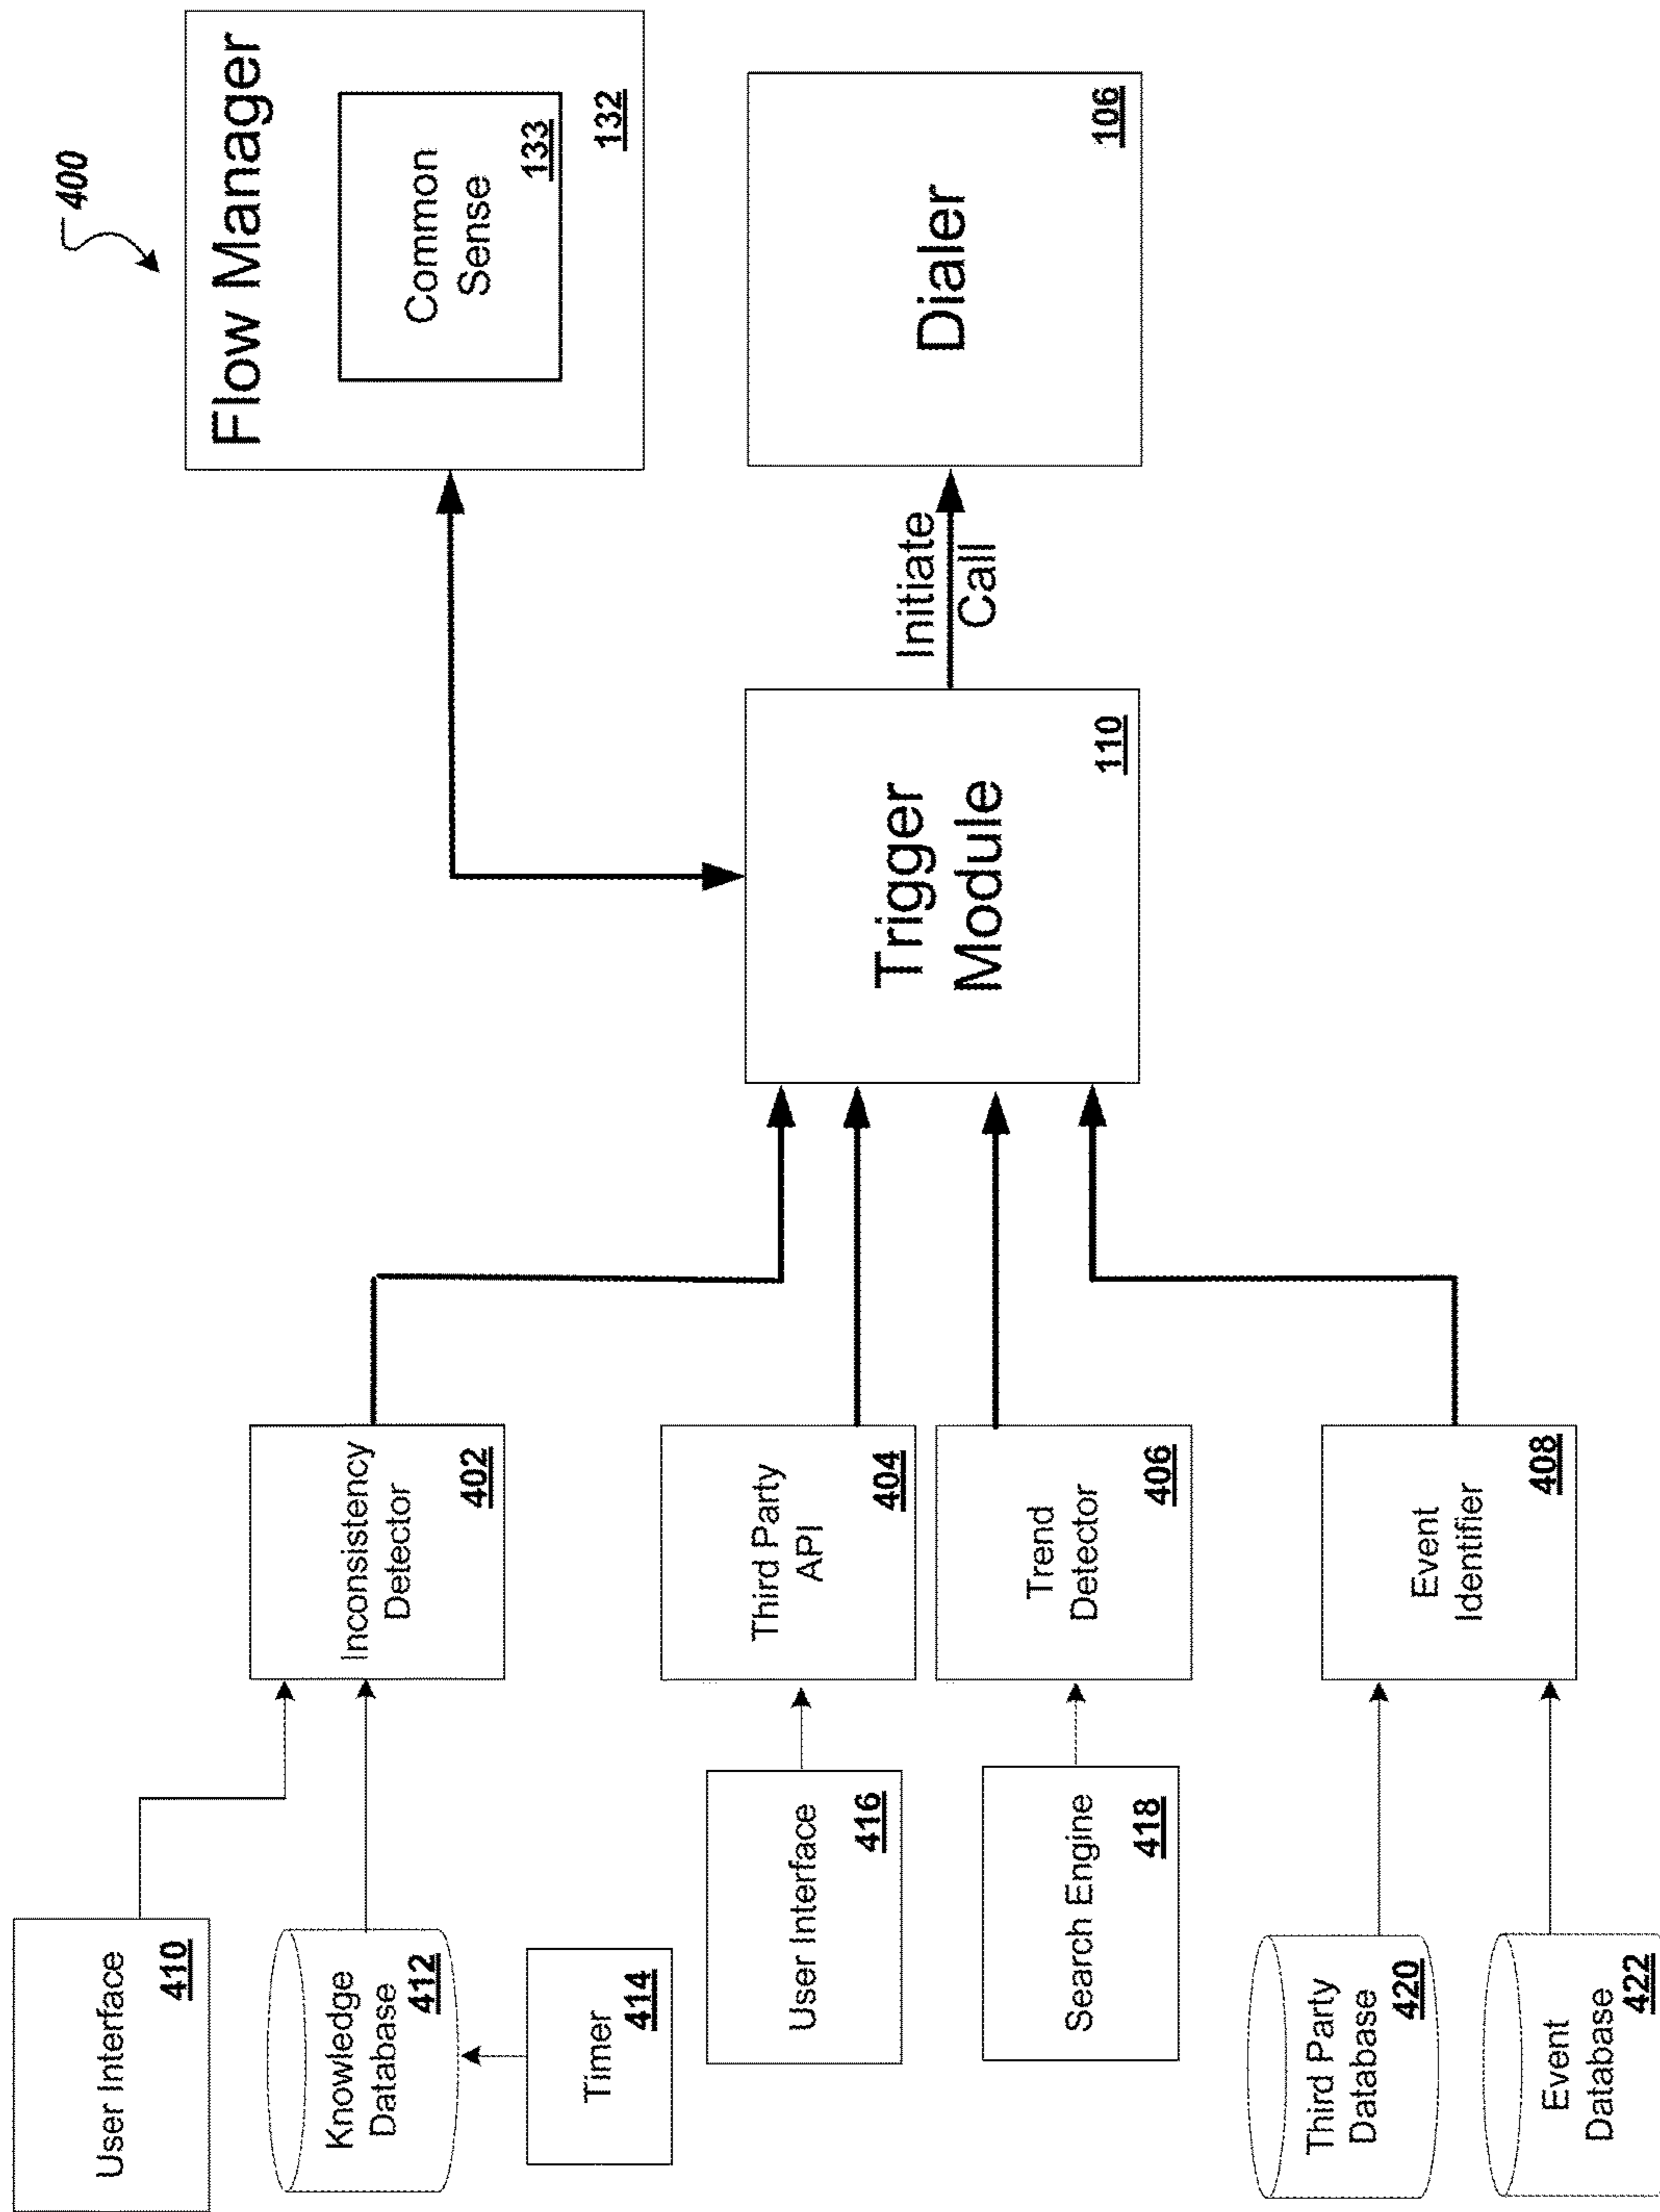 400
User Interface
410
Knowledge
Database
412
Timer
414
User Interface
416
Search Engine
418
Third Party
Database
420
Event
Database
422
Inconsistency
Detector
402
Third Party
API
404
Trend
Detector
406
Event
Identifier
408
Trigger
Module
110
Initiate
Call
Flow Manager
Common
Sense
133
132
Dialer
106